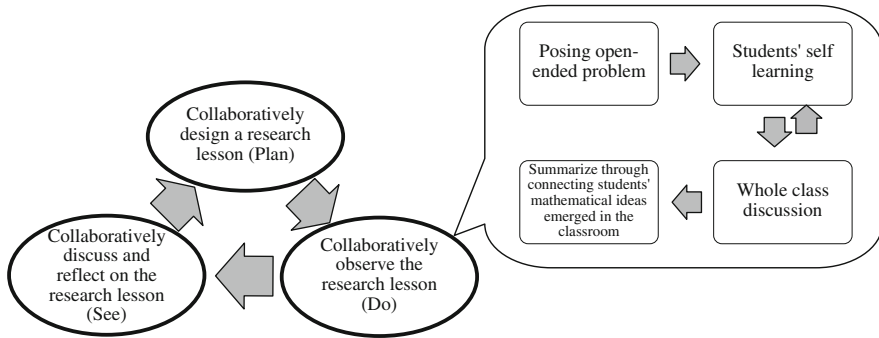 Collaboratively
design a research
lesson (Plan)
Collaboratively
observe the
research lesson
(Do)
Collaboratively
discuss and
reflect on the
research lesson
(See)
Posing open-
ended problem
Students' self
learning
Whole class
discussion
Summarize through
connecting students'
mathematical ideas
emerged in the
classroom